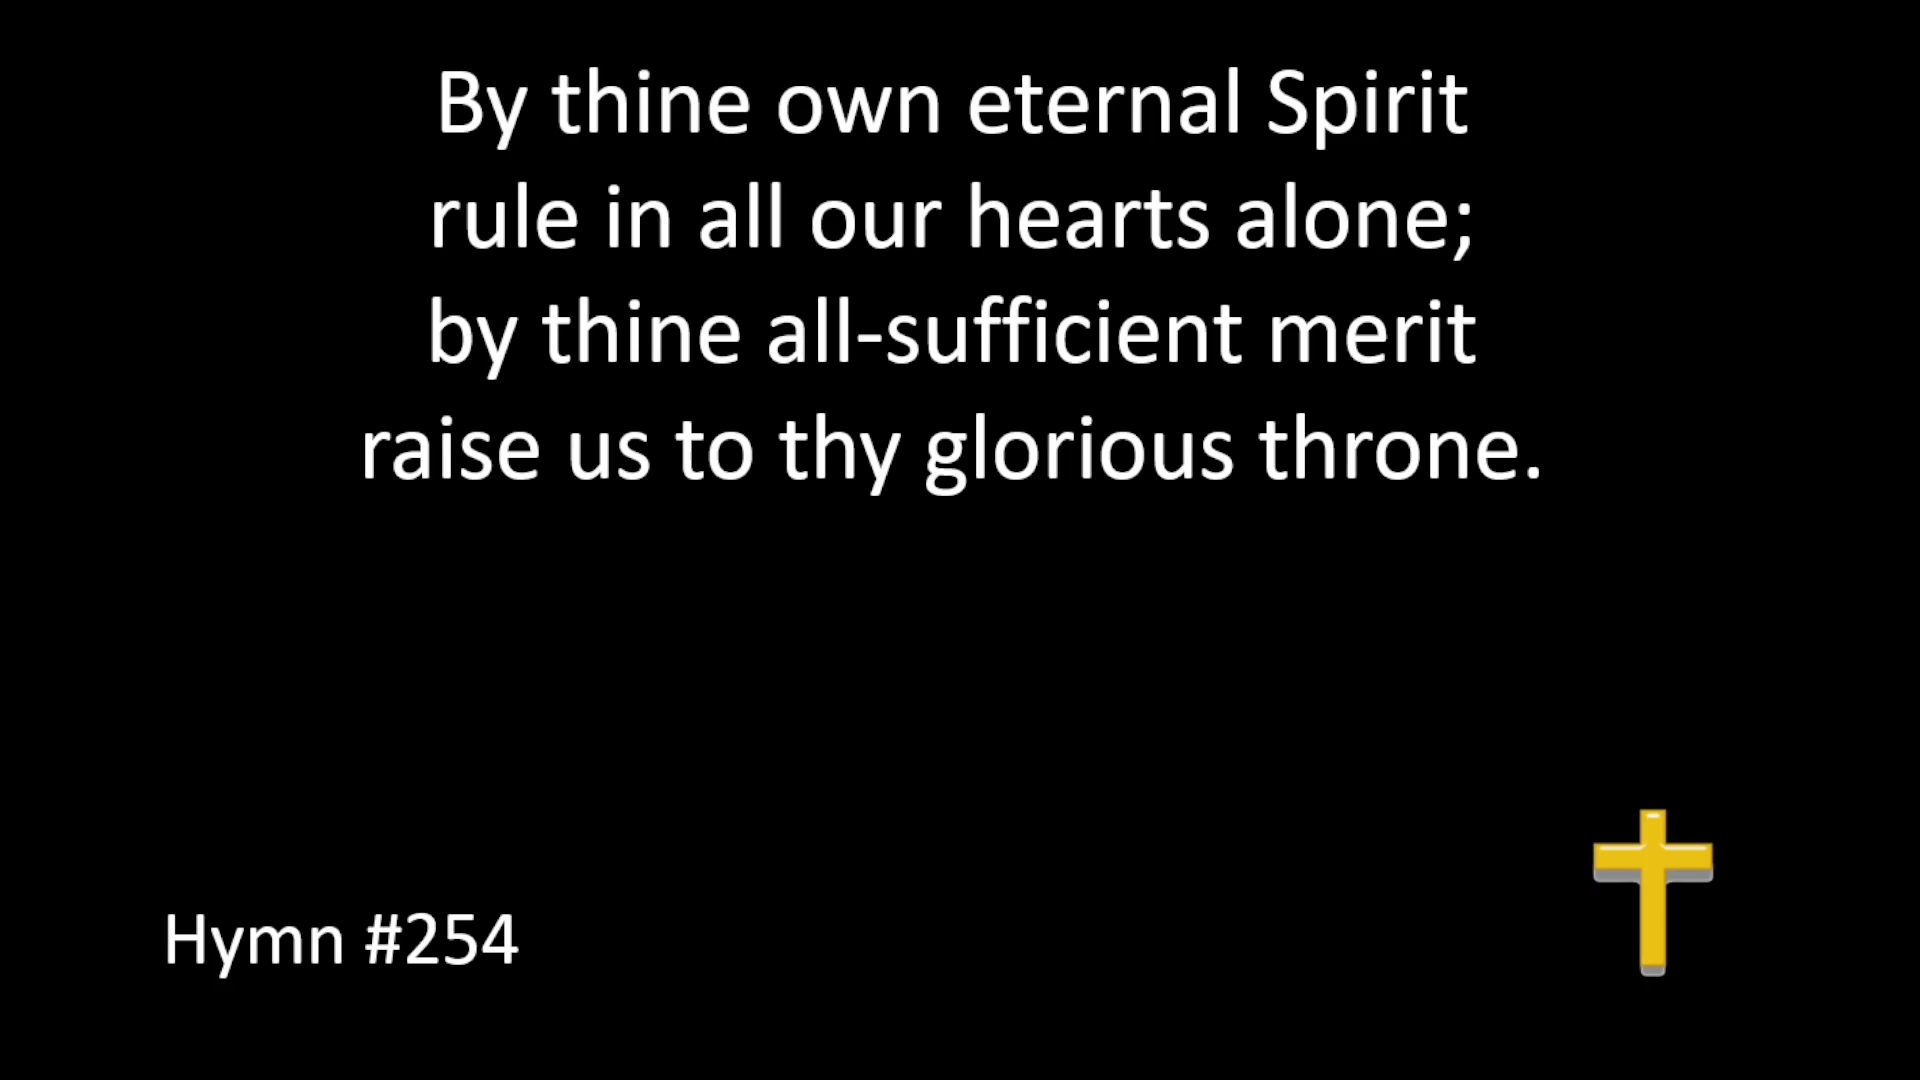 By thine own eternal Spirit
rule in all our hearts alone;
by thine all-sufficient merit
raise us to thy glorious throne.
Hymn #254